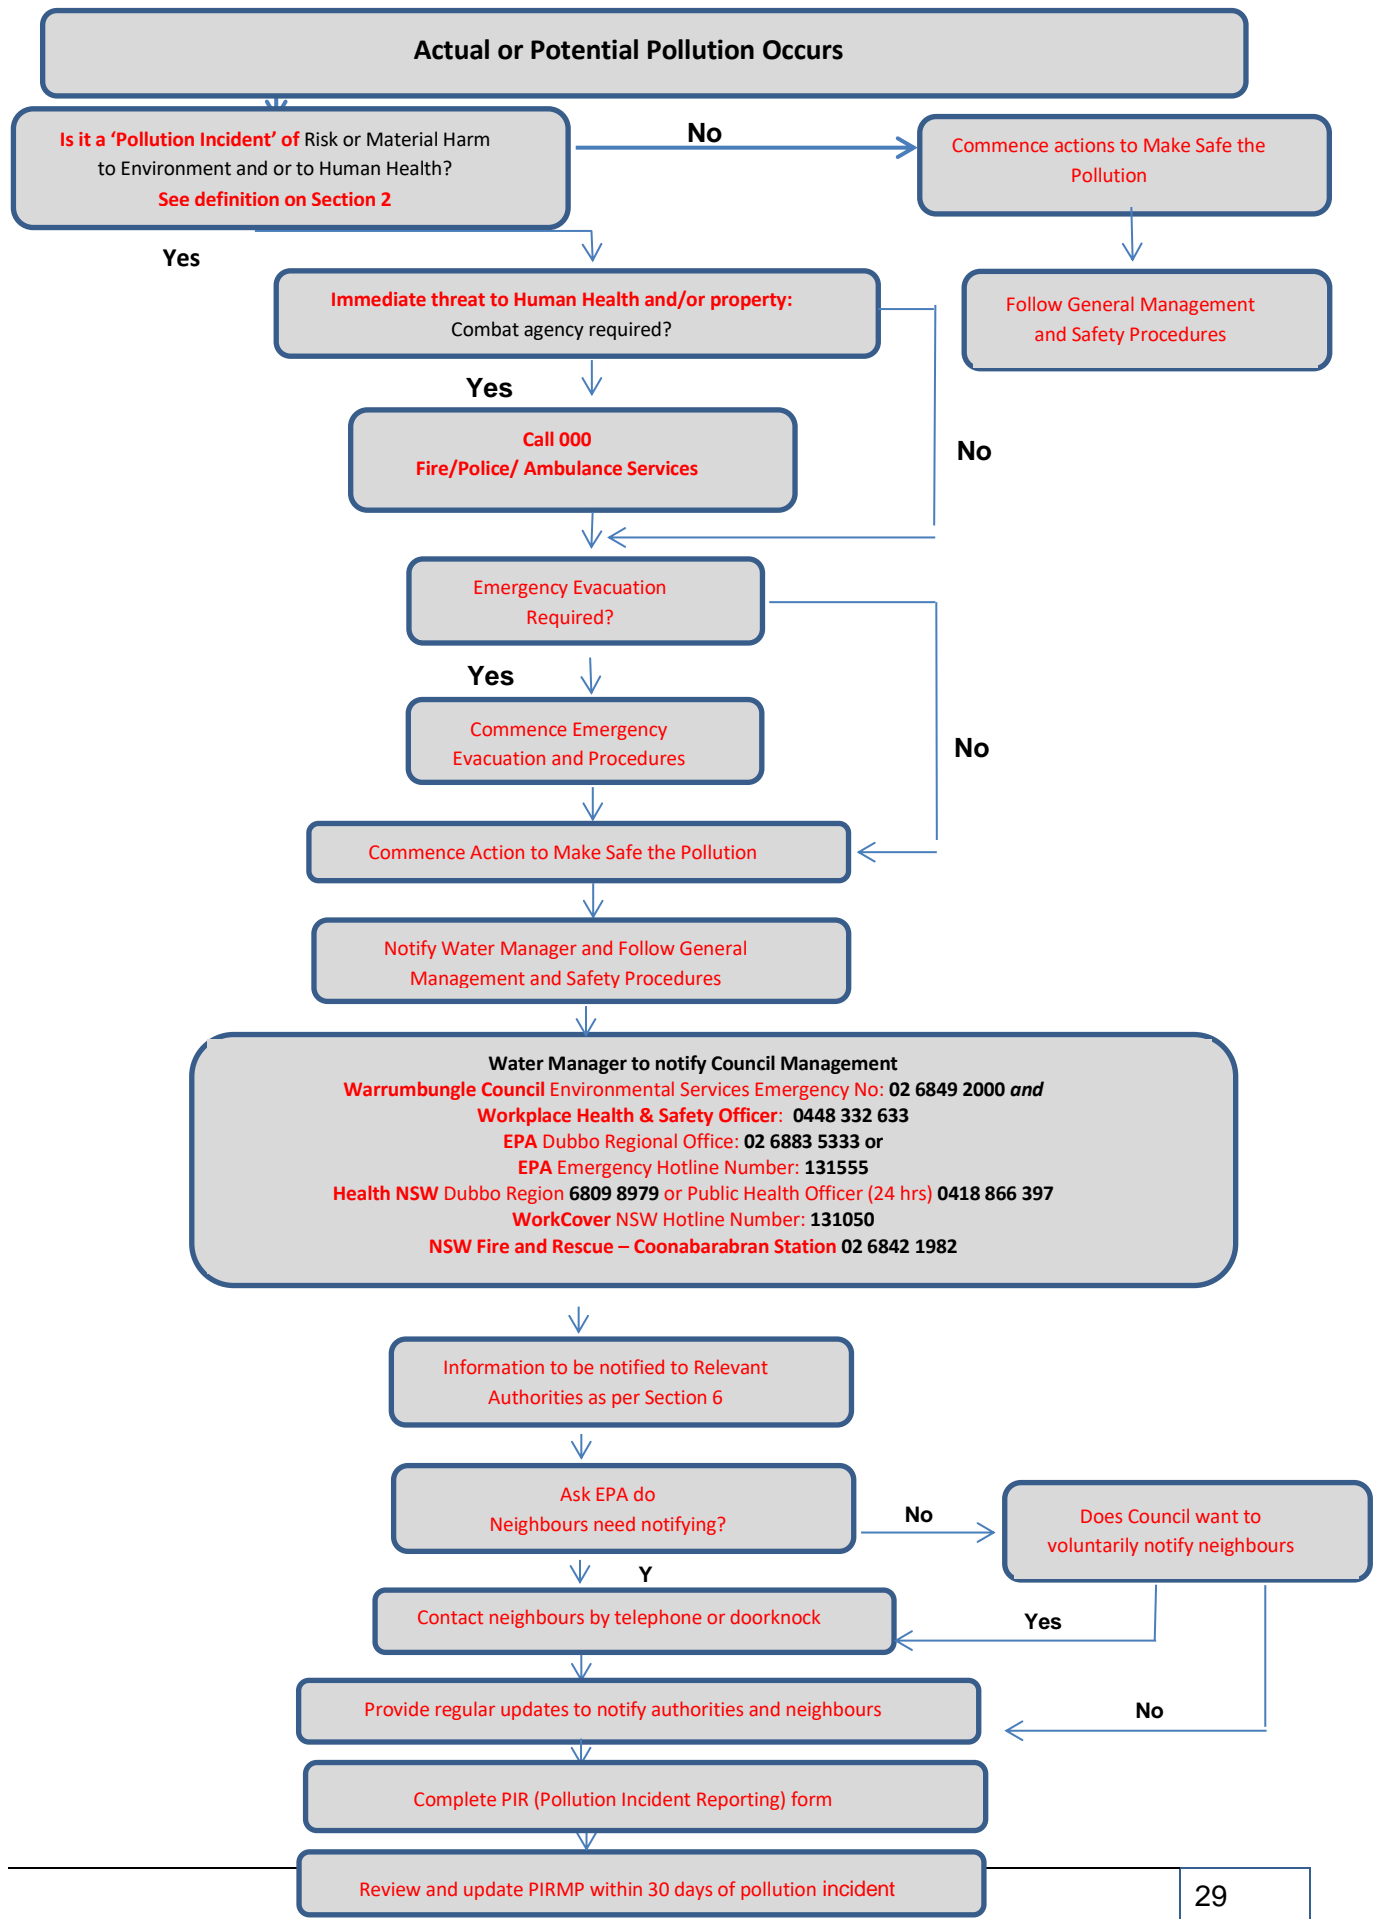 Actual or Potential Pollution Occurs
Is it a ‘Pollution Incident’ of Risk or Material Harm
to Environment and or to Human Health?
See definition on Section 2
No
Commence actions to Make Safe the
Pollution
Yes
Immediate threat to Human Health and/or property:
Combat agency required?
Follow General Management
and Safety Procedures
Yes
Call 000
Fire/Police/ Ambulance Services
No
Emergency Evacuation
Required?
Yes
Commence Emergency
Evacuation and Procedures
No
Commence Action to Make Safe the Pollution
Notify Water Manager and Follow General
Management and Safety Procedures
Water Manager to notify Council Management
Warrumbungle Council Environmental Services Emergency No: 02 6849 2000 and
Workplace Health & Safety Officer: 0448 332 633
EPA Dubbo Regional Office: 02 6883 5333 or
EPA Emergency Hotline Number: 131555
Health NSW Dubbo Region 6809 8979 or Public Health Officer (24 hrs) 0418 866 397
WorkCover NSW Hotline Number: 131050
NSW Fire and Rescue – Coonabarabran Station 02 6842 1982
Information to be notified to Relevant
Authorities as per Section 6
Ask EPA do
Neighbours need notifying?
No
Does Council want to
voluntarily notify neighbours
Y
Contact neighbours by telephone or doorknock
Yes
Provide regular updates to notify authorities and neighbours
No
Complete PIR (Pollution Incident Reporting) form
Review and update PIRMP within 30 days of pollution incident
29